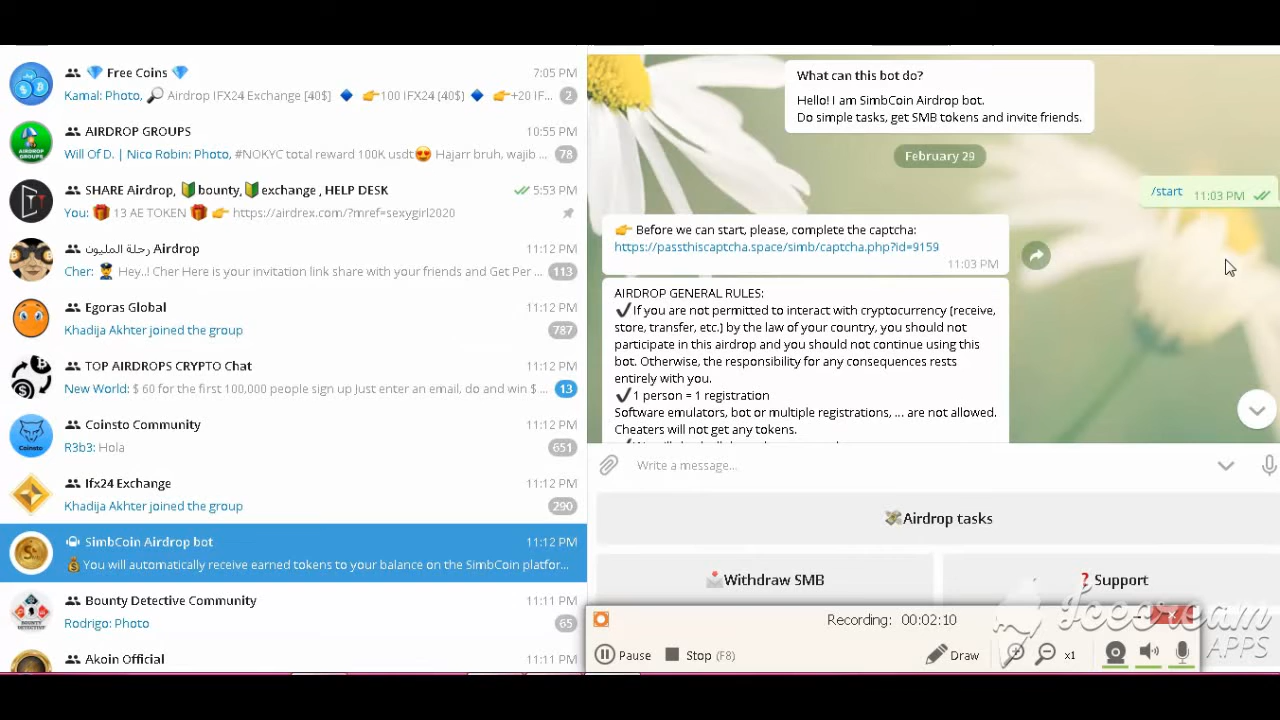 💎 Free Coins 💎
7:05 PM
Kamal: Photo, 🔎 Airdrop IFX24 Exchange [40$] 🔹 👉100 IFX24 [40$] 🔹 👉+20 IF...
2
AIRDROP GROUPS
10:55 PM
Will Of D. | Nico Robin: Photo, #NOKYC total reward 100K usdt😍 Hajarr bruh, wajib ...
78
SHARE Airdrop, 🔰bounty,🔰exchange , HELP DESK
5:53 PM
You: 🎁 13 AE TOKEN 🎁 👉 https://airdrex.com/?mref=sexygirl2020
رحلة المليون Airdrop
11:12 PM
Cher: Hey..! Cher Here is your invitation link share with your friends and Get Per ...
113
Egoras Global
11:12 PM
Khadija Akhter joined the group
787
TOP AIRDROPS CRYPTO Chat
11:12 PM
New World: $ 60 for the first 100,000 people sign up Just enter an email, do and win $ ...
13
Coinsto Community
11:12 PM
R3b3: Hola
651
Coinsto
Ifx24 Exchange
11:12 PM
Khadija Akhter joined the group
290
SimbCoin Airdrop bot
11:12 PM
💰You will automatically receive earned tokens to your balance on the SimbCoin platfor...
Bounty Detective Community
11:11 PM
Rodrigo: Photo
65
Akoin Official
11:11 PM
What can this bot do?
Hello! I am SimbCoin Airdrop bot.
Do simple tasks, get SMB tokens and invite friends.
February 29
/start
11:03 PM
👉 Before we can start, please, complete the captcha:
https://passthiscaptcha.space/simb/captcha.php?id=9159
11:03 PM
AIRDROP GENERAL RULES:
✔If you are not permitted to interact with cryptocurrency [receive,
store, transfer, etc.] by the law of your country, you should not
participate in this airdrop and you should not continue using this
bot. Otherwise, the responsibility for any consequences rests
entirely with you.
✔1 person = 1 registration
Software emulators, bot or multiple registrations, ... are not allowed.
Cheaters will not get any tokens.
Write a message...
💸Airdrop tasks
📩Withdraw SMB
❓Support
Recording: 00:02:10
Pause
Stop (F8)
Draw
x1
Icecream
APPS